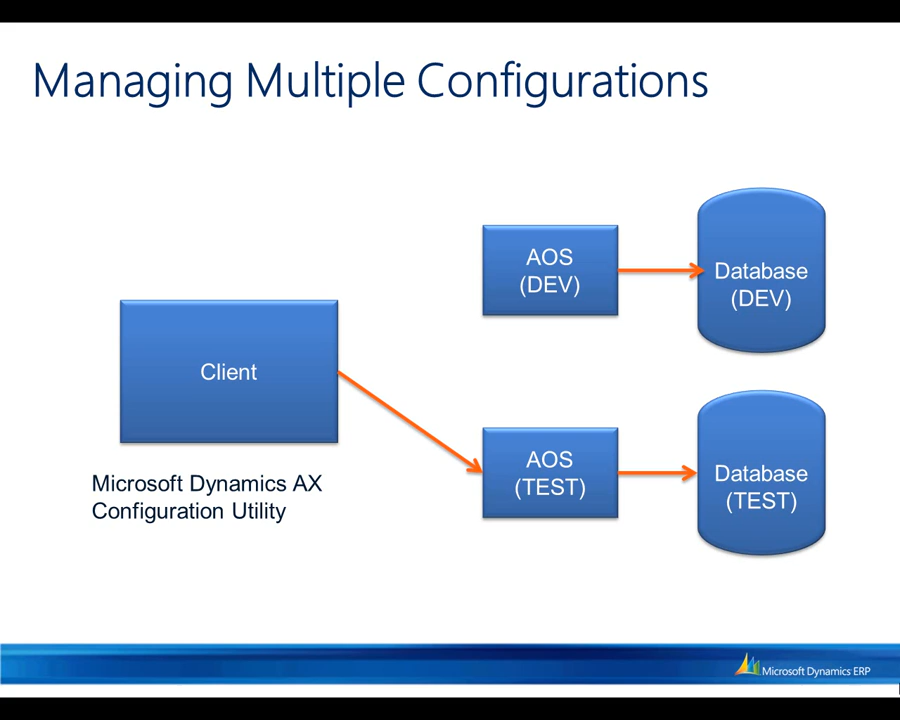 Managing Multiple Configurations
AOS
(DEV)
Database
(DEV)
Client
Microsoft Dynamics AX
Configuration Utility
AOS
(TEST)
Database
(TEST)
Microsoft Dynamics ERP